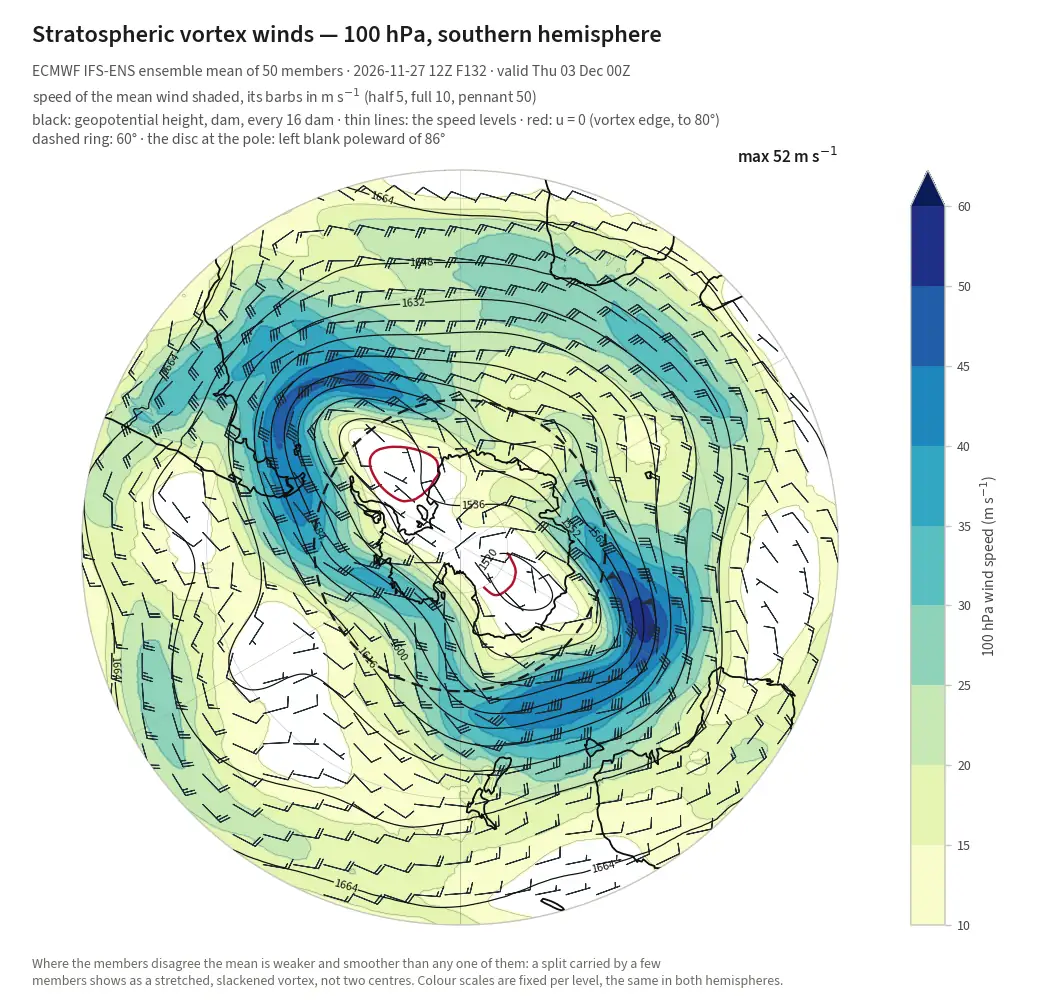 Stratospheric vortex winds — 100 hPa, southern hemisphere
ECMWF IFS-ENS ensemble mean of 50 members · 2026-11-27 12Z F132 · valid Thu 03 Dec 00Z
speed of the mean wind shaded, its barbs in m s⁻¹ (half 5, full 10, pennant 50)
black: geopotential height, dam, every 16 dam · thin lines: the speed levels · red: u = 0 (vortex edge, to 80°)
dashed ring: 60° · the disc at the pole: left blank poleward of 86°
max 52 m s⁻¹
1664
1648
1632
1664
1536
1584
1552
1568
1520
1600
1616
1664
1664
1664
60
50
45
40
35
30
25
20
15
10
100 hPa wind speed (m s⁻¹)
Where the members disagree the mean is weaker and smoother than any one of them: a split carried by a few
members shows as a stretched, slackened vortex, not two centres. Colour scales are fixed per level, the same in both hemispheres.